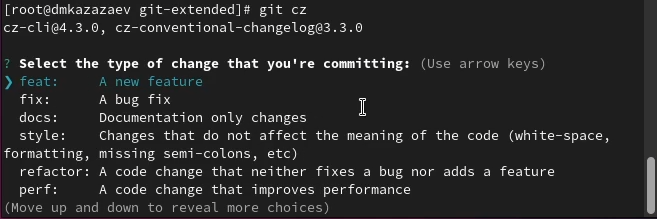 [root@dmkazazaev git-extended]# git cz
cz-cli@4.3.0, cz-conventional-changelog@3.3.0
? Select the type of change that you're committing: (Use arrow keys)
❯ feat:     A new feature
  fix:      A bug fix
  docs:     Documentation only changes
  style:    Changes that do not affect the meaning of the code (white-space,
formatting, missing semi-colons, etc)
  refactor: A code change that neither fixes a bug nor adds a feature
  perf:     A code change that improves performance
(Move up and down to reveal more choices)